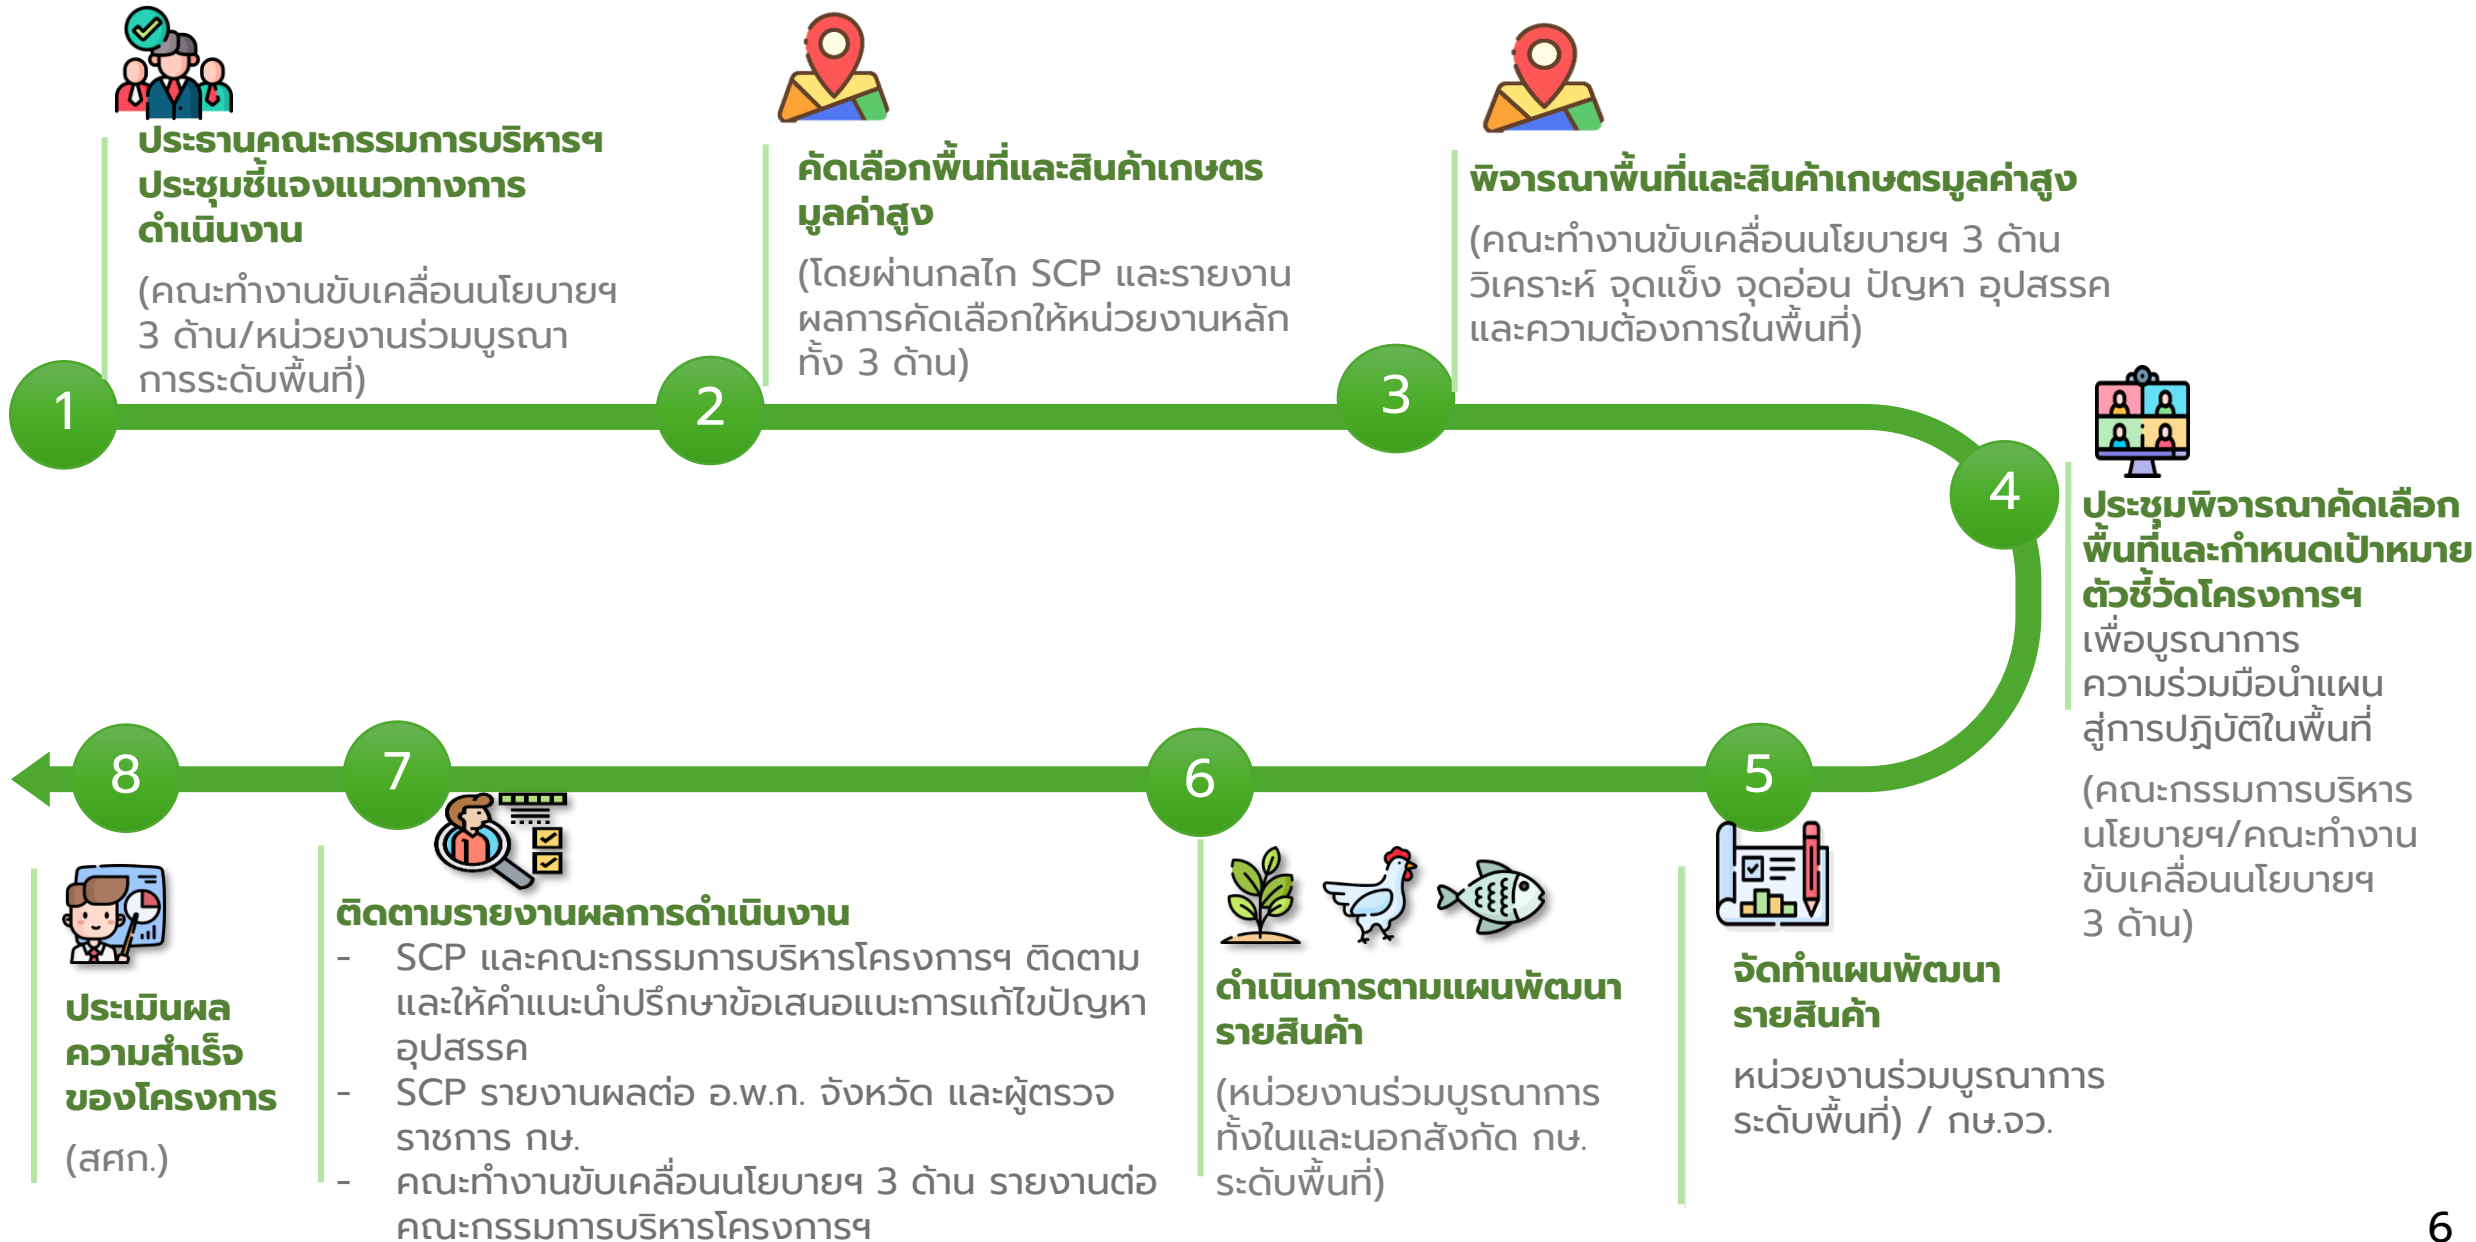 ประธานคณะกรรมการบริหารฯ
ประชุมชี้แจงแนวทางการ
ดำเนินงาน
(คณะทำงานขับเคลื่อนนโยบายฯ
3 ด้าน/หน่วยงานร่วมบูรณา
การระดับพื้นที่)
1
คัดเลือกพื้นที่และสินค้าเกษตร
มูลค่าสูง
(โดยผ่านกลไก SCP และรายงาน
ผลการคัดเลือกให้หน่วยงานหลัก
ทั้ง 3 ด้าน)
2
พิจารณาพื้นที่และสินค้าเกษตรมูลค่าสูง
(คณะทำงานขับเคลื่อนนโยบายฯ 3 ด้าน
วิเคราะห์ จุดแข็ง จุดอ่อน ปัญหา อุปสรรค
และความต้องการในพื้นที่)
3
4
ประชุมพิจารณาคัดเลือก
พื้นที่และกำหนดเป้าหมาย
ตัวชี้วัดโครงการฯ
เพื่อบูรณาการ
ความร่วมมือนำแผน
สู่การปฏิบัติในพื้นที่
(คณะกรรมการบริหาร
นโยบายฯ/คณะทำงาน
ขับเคลื่อนนโยบายฯ
3 ด้าน)
5
จัดทำแผนพัฒนา
รายสินค้า
หน่วยงานร่วมบูรณาการ
ระดับพื้นที่) / กษ.จว.
6
ดำเนินการตามแผนพัฒนา
รายสินค้า
(หน่วยงานร่วมบูรณาการ
ทั้งในและนอกสังกัด กษ.
ระดับพื้นที่)
7
ติดตามรายงานผลการดำเนินงาน
- SCP และคณะกรรมการบริหารโครงการฯ ติดตาม
และให้คำแนะนำปรึกษาข้อเสนอแนะการแก้ไขปัญหา
อุปสรรค
- SCP รายงานผลต่อ อ.พ.ก. จังหวัด และผู้ตรวจ
ราชการ กษ.
- คณะทำงานขับเคลื่อนนโยบายฯ 3 ด้าน รายงานต่อ
คณะกรรมการบริหารโครงการฯ
8
ประเมินผล
ความสำเร็จ
ของโครงการ
(สศก.)
6